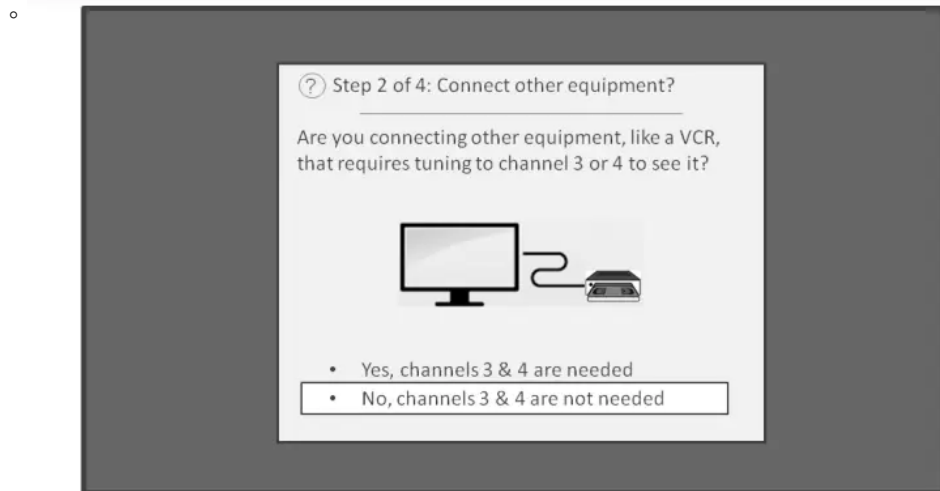 ? Step 2 of 4: Connect other equipment?
Are you connecting other equipment, like a VCR,
that requires tuning to channel 3 or 4 to see it?
• Yes, channels 3 & 4 are needed
• No, channels 3 & 4 are not needed